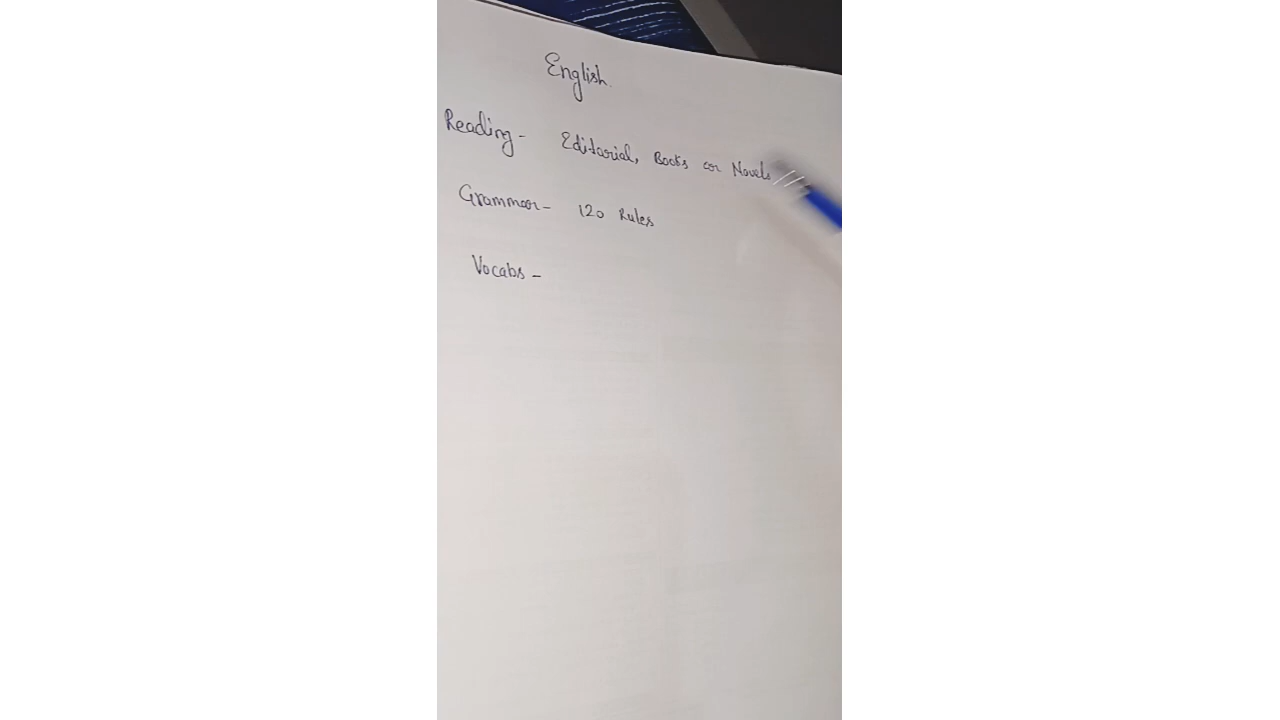 English.
Reading - Editorial, Books or Novels
Grammar - 120 Rules
Vocabs -